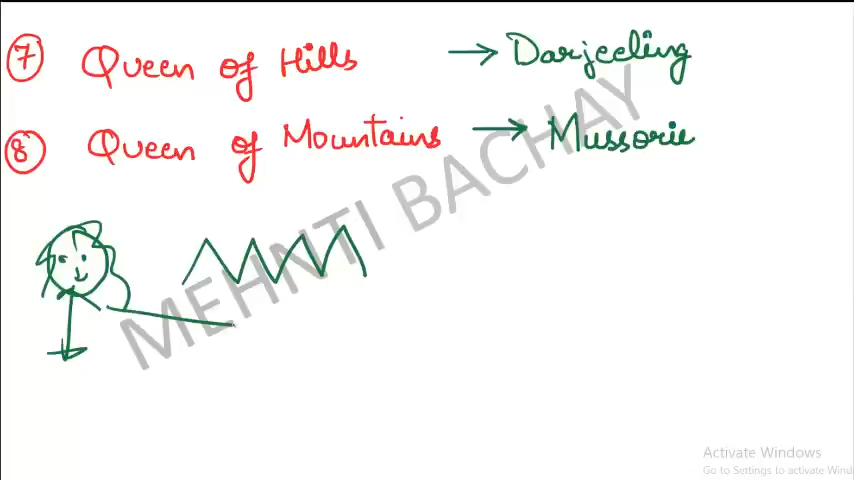 7 Queen of Hills → Darjeeling
8 Queen of Mountains → Mussorie
MEHNTI BACHAY
Activate Windows
Go to Settings to activate Wind